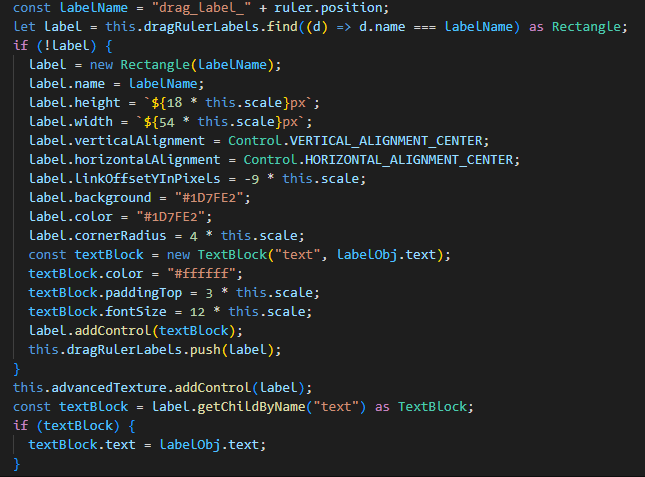 const labelName = "drag_label_" + ruler.position;
let label = this.dragRulerLabels.find((d) => d.name === labelName) as Rectangle;
if (!label) {
  label = new Rectangle(labelName);
  label.name = labelName;
  label.height = `${18 * this.scale}px`;
  label.width = `${54 * this.scale}px`;
  label.verticalAlignment = Control.VERTICAL_ALIGNMENT_CENTER;
  label.horizontalAlignment = Control.HORIZONTAL_ALIGNMENT_CENTER;
  label.linkOffsetYInPixels = -9 * this.scale;
  label.background = "#1D7FE2";
  label.color = "#1D7FE2";
  label.cornerRadius = 4 * this.scale;
  const textBlock = new TextBlock("text", labelObj.text);
  textBlock.color = "#ffffff";
  textBlock.paddingTop = 3 * this.scale;
  textBlock.fontSize = 12 * this.scale;
  label.addControl(textBlock);
  this.dragRulerLabels.push(label);
}
this.advancedTexture.addControl(label);
const textBlock = label.getChildByName("text") as TextBlock;
if (textBlock) {
  textBlock.text = labelObj.text;
}